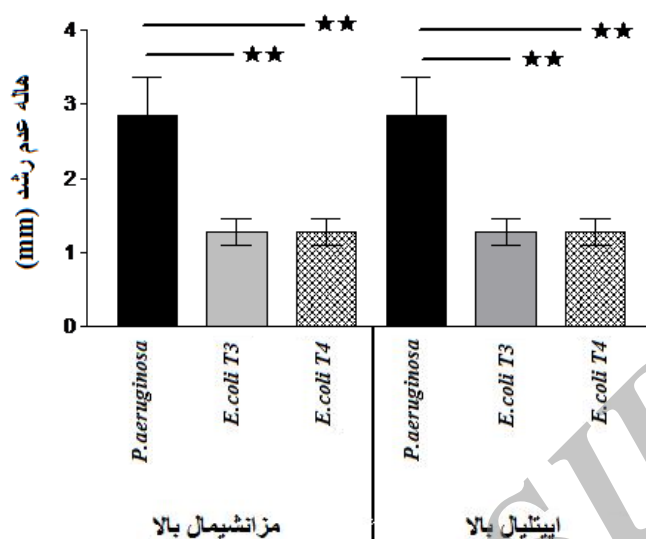 هاله عدم رشد (mm)
4
3
2
1
0
★★
★★
★★
★★
P.aeruginosa
E.coli T3
E.coli T4
P.aeruginosa
E.coli T3
E.coli T4
مزانشیمال بالا
اپیتلیال بالا
SID